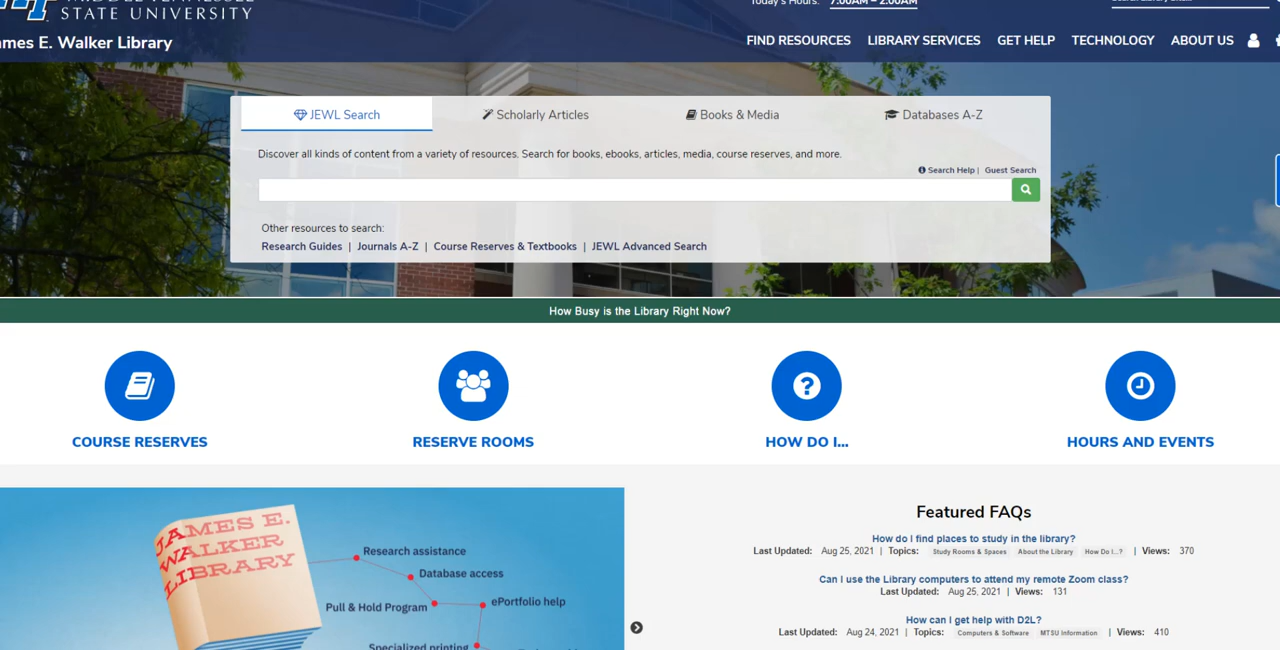 STATE UNIVERSITY
Today's Hours: 7:00AM – 2:00AM
James E. Walker Library
FIND RESOURCES LIBRARY SERVICES GET HELP TECHNOLOGY ABOUT US
JEWL Search Scholarly Articles Books & Media Databases A-Z
Discover all kinds of content from a variety of resources. Search for books, ebooks, articles, media, course reserves, and more.
Search Help | Guest Search
Other resources to search:
Research Guides | Journals A-Z | Course Reserves & Textbooks | JEWL Advanced Search
How Busy is the Library Right Now?
COURSE RESERVES RESERVE ROOMS HOW DO I... HOURS AND EVENTS
JAMES E.
WALKER
LIBRARY
Research assistance
Database access
Pull & Hold Program
ePortfolio help
Specialized printing
Featured FAQs
How do I find places to study in the library?
Last Updated: Aug 25, 2021 | Topics: Study Rooms & Spaces About the Library How Do I...? | Views: 370
Can I use the Library computers to attend my remote Zoom class?
Last Updated: Aug 25, 2021 | Views: 131
How can I get help with D2L?
Last Updated: Aug 24, 2021 | Topics: Computers & Software MTSU Information | Views: 410